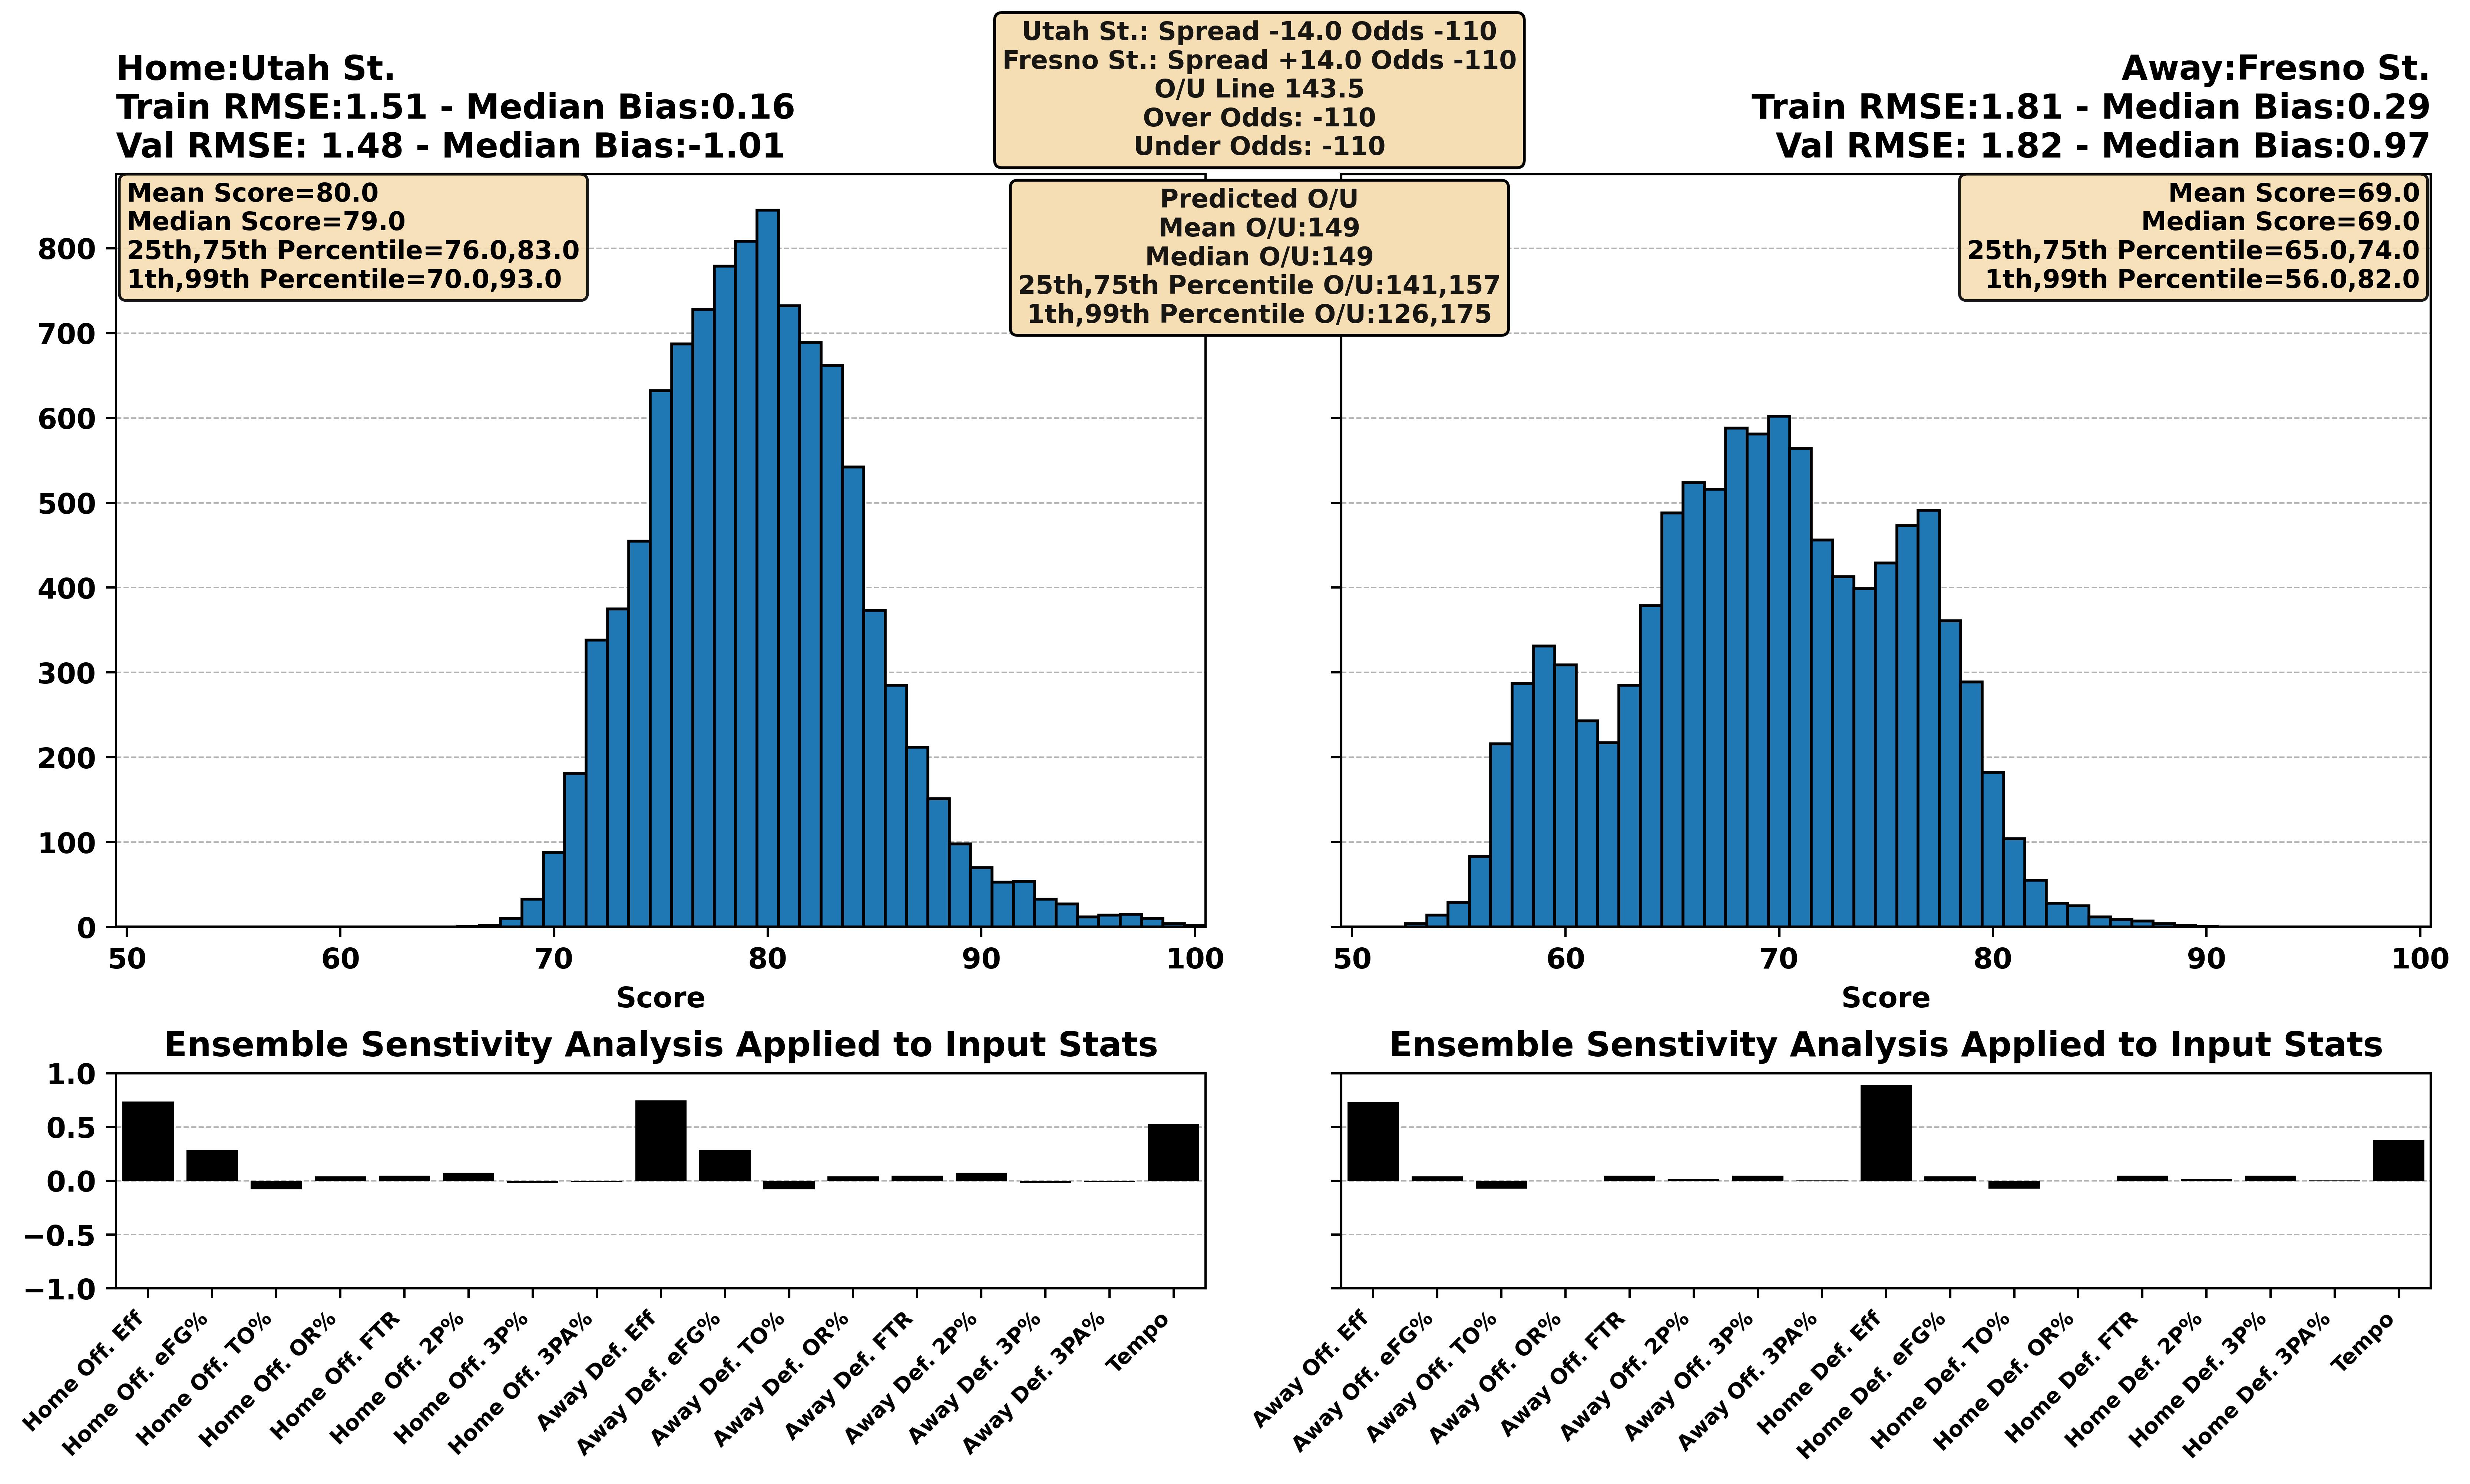 Utah St.: Spread -14.0 Odds -110
Fresno St.: Spread +14.0 Odds -110
O/U Line 143.5
Over Odds: -110
Under Odds: -110
Home:Utah St.
Train RMSE:1.51 - Median Bias:0.16
Val RMSE: 1.48 - Median Bias:-1.01
Away:Fresno St.
Train RMSE:1.81 - Median Bias:0.29
Val RMSE: 1.82 - Median Bias:0.97
Mean Score=80.0
Median Score=79.0
25th,75th Percentile=76.0,83.0
1th,99th Percentile=70.0,93.0
Predicted O/U
Mean O/U:149
Median O/U:149
25th,75th Percentile O/U:141,157
1th,99th Percentile O/U:126,175
Mean Score=69.0
Median Score=69.0
25th,75th Percentile=65.0,74.0
1th,99th Percentile=56.0,82.0
800
700
600
500
400
300
200
100
0
50 60 70 80 90 100
Score
50 60 70 80 90 100
Score
Ensemble Senstivity Analysis Applied to Input Stats
1.0
0.5
0.0
−0.5
−1.0
Home Off. Eff
Home Off. eFG%
Home Off. TO%
Home Off. OR%
Home Off. FTR
Home Off. 2P%
Home Off. 3P%
Home Off. 3PA%
Away Def. Eff
Away Def. eFG%
Away Def. TO%
Away Def. OR%
Away Def. FTR
Away Def. 2P%
Away Def. 3P%
Away Def. 3PA%
Tempo
Ensemble Senstivity Analysis Applied to Input Stats
Away Off. Eff
Away Off. eFG%
Away Off. TO%
Away Off. OR%
Away Off. FTR
Away Off. 2P%
Away Off. 3P%
Away Off. 3PA%
Home Def. Eff
Home Def. eFG%
Home Def. TO%
Home Def. OR%
Home Def. FTR
Home Def. 2P%
Home Def. 3P%
Home Def. 3PA%
Tempo